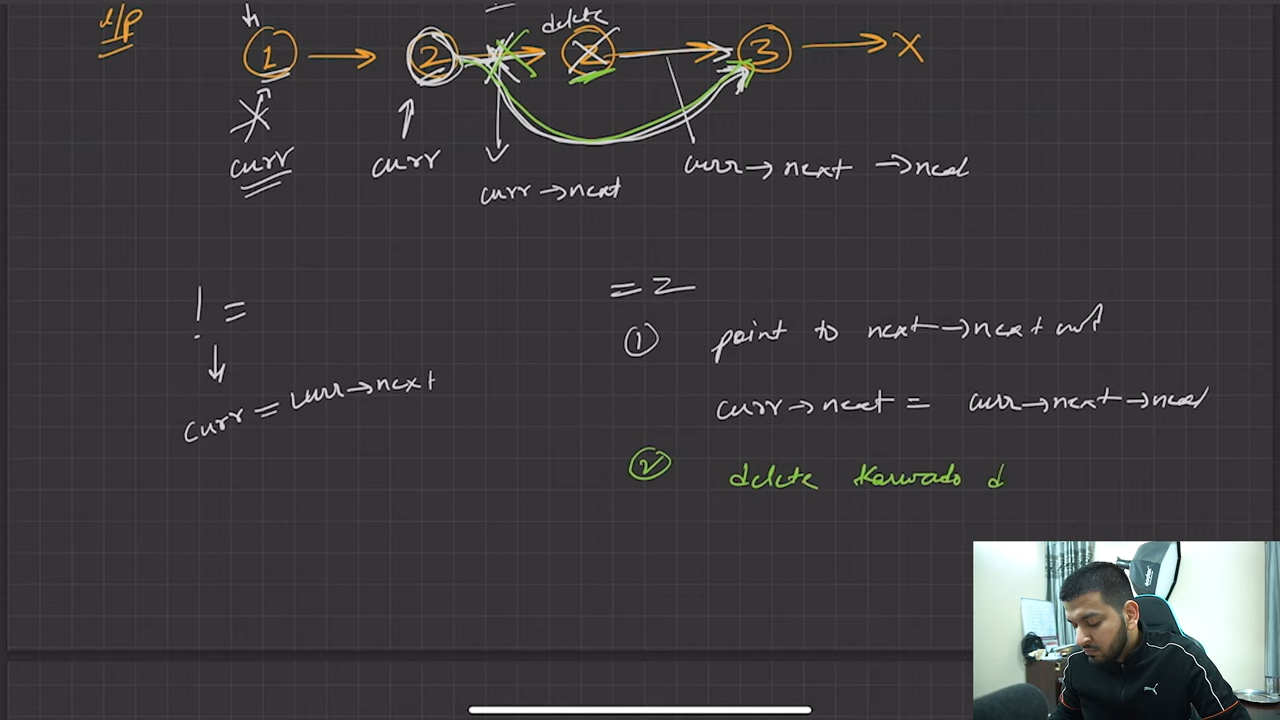 i/p
h
delete
1 → 2 → 2 → 3 → X
curr
curr
curr → next
curr → next → next
! =
= 2
① point to next → next
curr = curr → next
curr → next = curr → next → next
② delete karwado d